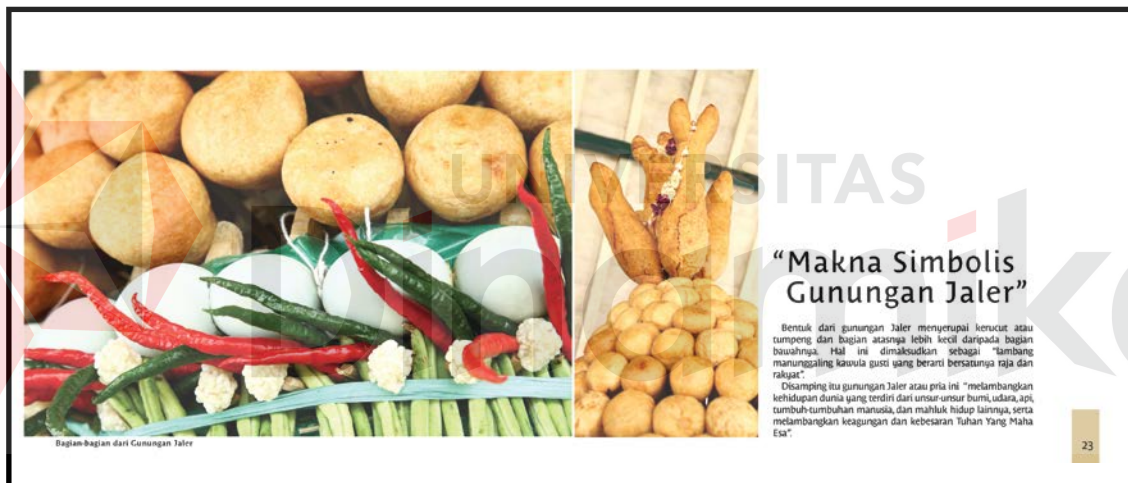 UNIVERSITAS
Dinamika
“Makna Simbolis
Gunungan Jaler”
Bentuk dari gunungan Jaler menyerupai kerucut atau
tumpeng dan bagian atasnya lebih kecil daripada bagian
bawahnya. Hal ini dimaksudkan sebagai “lambang
manunggaling kawula gusti yang berarti bersatunya raja dan
rakyat”.
Disamping itu gunungan Jaler atau pria ini “melambangkan
kehidupan dunia yang terdiri dari unsur-unsur bumi, udara, api,
tumbuh-tumbuhan manusia, dan mahluk hidup lainnya, serta
melambangkan keagungan dan kebesaran Tuhan Yang Maha
Esa”.
Bagian-bagian dari Gunungan Jaler
23